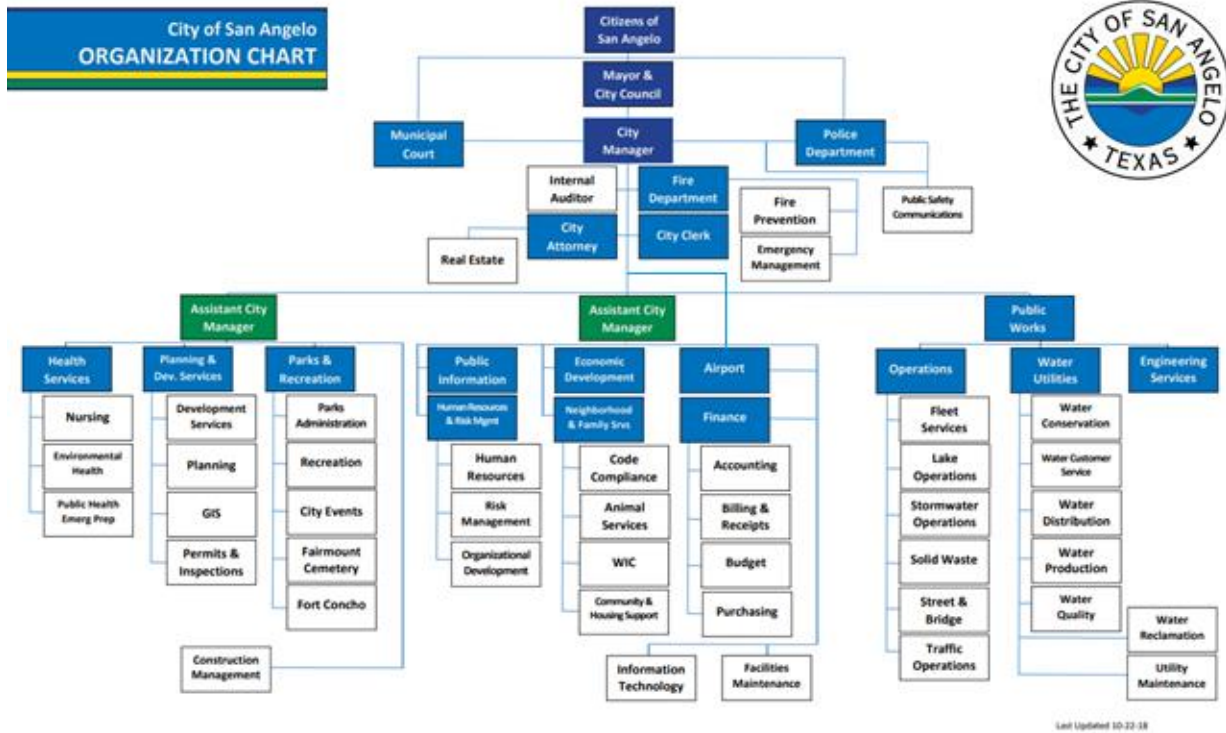 City of San Angelo
ORGANIZATION CHART
Citizens of
San Angelo
THE CITY OF SAN ANGELO
★ TEXAS ★
Mayor &
City Council
Municipal
Court
City
Manager
Police
Department
Internal
Auditor
Fire
Department
Fire
Prevention
Public Safety
Communications
City
Attorney
City Clerk
Real Estate
Emergency
Management
Assistant City
Manager
Assistant City
Manager
Public
Works
Health
Services
Planning &
Dev. Services
Parks &
Recreation
Public
Information
Economic
Development
Airport
Operations
Water
Utilities
Engineering
Services
Human Resources
& Risk Mgmt
Neighborhood
& Family Srvs
Finance
Nursing
Environmental
Health
Public Health
Emerg Prep
Development
Services
Planning
GIS
Permits &
Inspections
Parks
Administration
Recreation
City Events
Fairmount
Cemetery
Fort Concho
Construction
Management
Human
Resources
Risk
Management
Organizational
Development
Code
Compliance
Animal
Services
WIC
Community &
Housing Support
Accounting
Billing &
Receipts
Budget
Purchasing
Information
Technology
Facilities
Maintenance
Fleet
Services
Lake
Operations
Stormwater
Operations
Solid Waste
Street &
Bridge
Traffic
Operations
Water
Conservation
Water Customer
Service
Water
Distribution
Water
Production
Water
Quality
Water
Reclamation
Utility
Maintenance
Last Updated 10-22-18